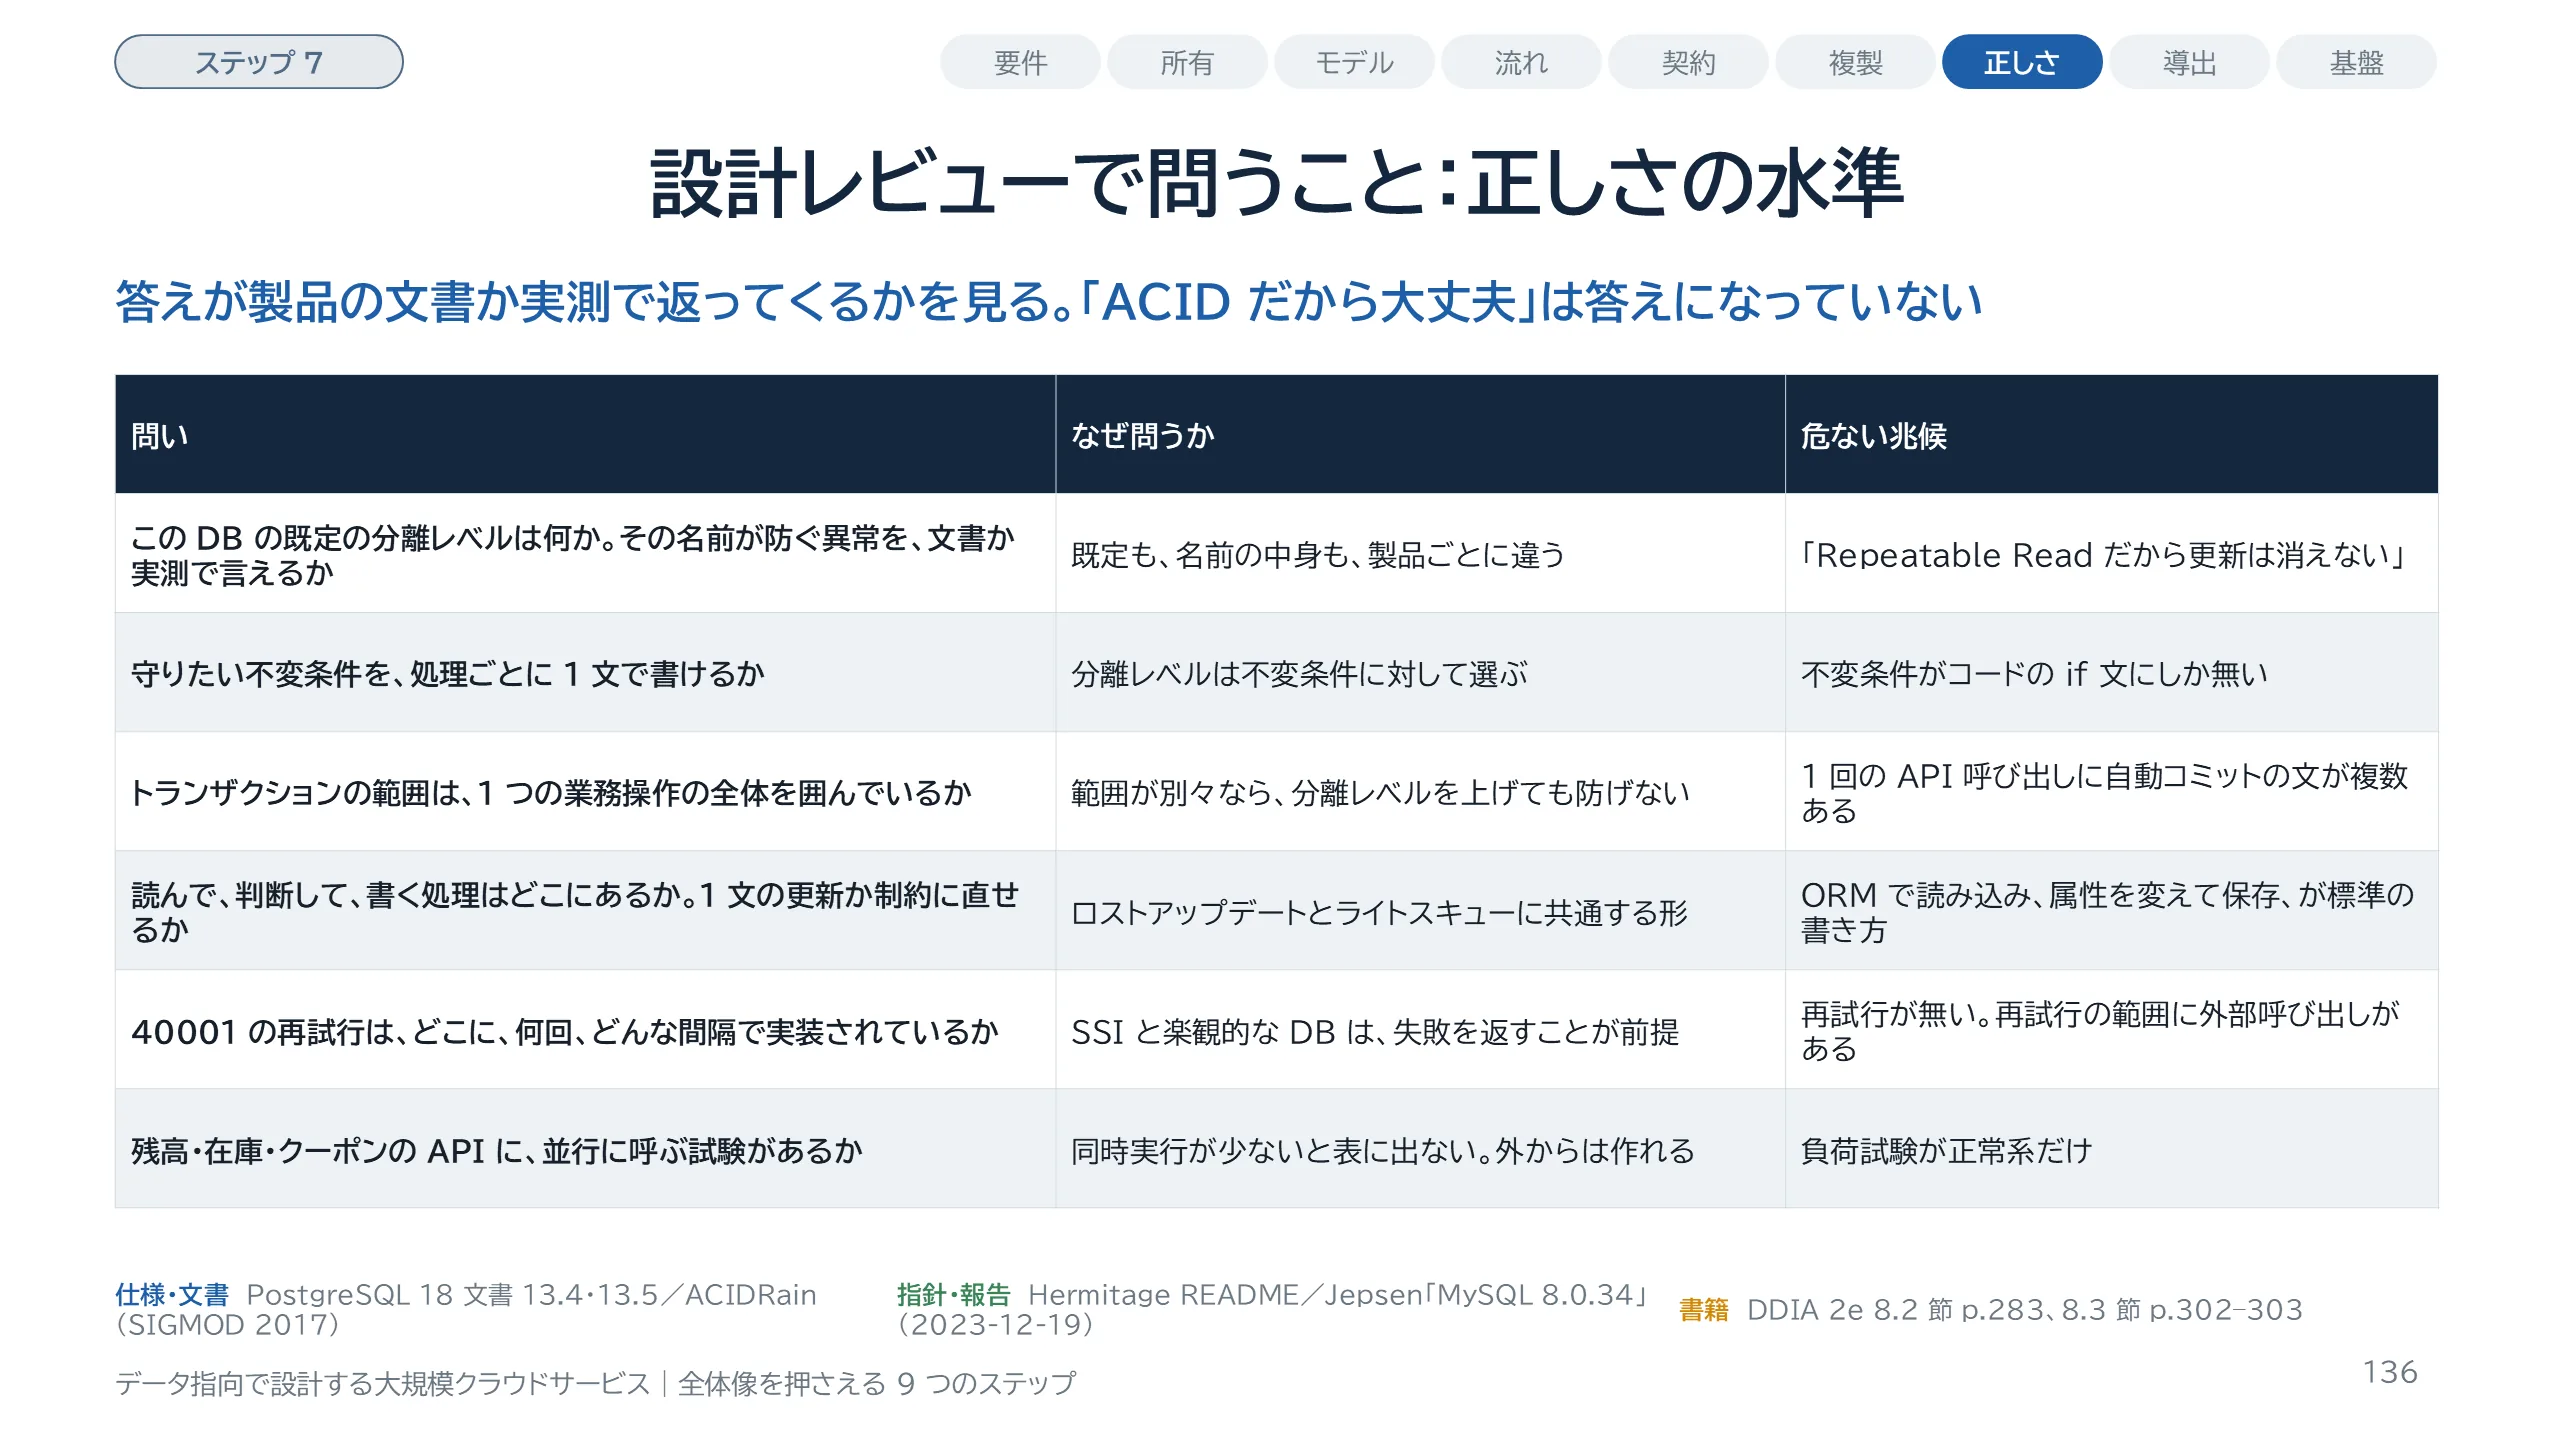 ステップ 7
要件
所有
モデル
流れ
契約
複製
正しさ
導出
基盤
設計レビューで問うこと：正しさの水準
答えが製品の文書か実測で返ってくるかを見る。「ACID だから大丈夫」は答えになっていない
問い
なぜ問うか
危ない兆候
この DB の既定の分離レベルは何か。その名前が防ぐ異常を、文書か
実測で言えるか
既定も、名前の中身も、製品ごとに違う
「Repeatable Read だから更新は消えない」
守りたい不変条件を、処理ごとに 1 文で書けるか
分離レベルは不変条件に対して選ぶ
不変条件がコードの if 文にしか無い
トランザクションの範囲は、1 つの業務操作の全体を囲んでいるか
範囲が別々なら、分離レベルを上げても防げない
1 回の API 呼び出しに自動コミットの文が複数
ある
読んで、判断して、書く処理はどこにあるか。1 文の更新か制約に直せ
るか
ロストアップデートとライトスキューに共通する形
ORM で読み込み、属性を変えて保存、が標準の
書き方
40001 の再試行は、どこに、何回、どんな間隔で実装されているか
SSI と楽観的な DB は、失敗を返すことが前提
再試行が無い。再試行の範囲に外部呼び出しが
ある
残高・在庫・クーポンの API に、並行に呼ぶ試験があるか
同時実行が少ないと表に出ない。外からは作れる
負荷試験が正常系だけ
仕様・文書 PostgreSQL 18 文書 13.4・13.5／ACIDRain
（SIGMOD 2017）
指針・報告 Hermitage README／Jepsen「MySQL 8.0.34」
（2023-12-19）
書籍 DDIA 2e 8.2 節 p.283、8.3 節 p.302–303
データ指向で設計する大規模クラウドサービス｜全体像を押さえる 9 つのステップ
136